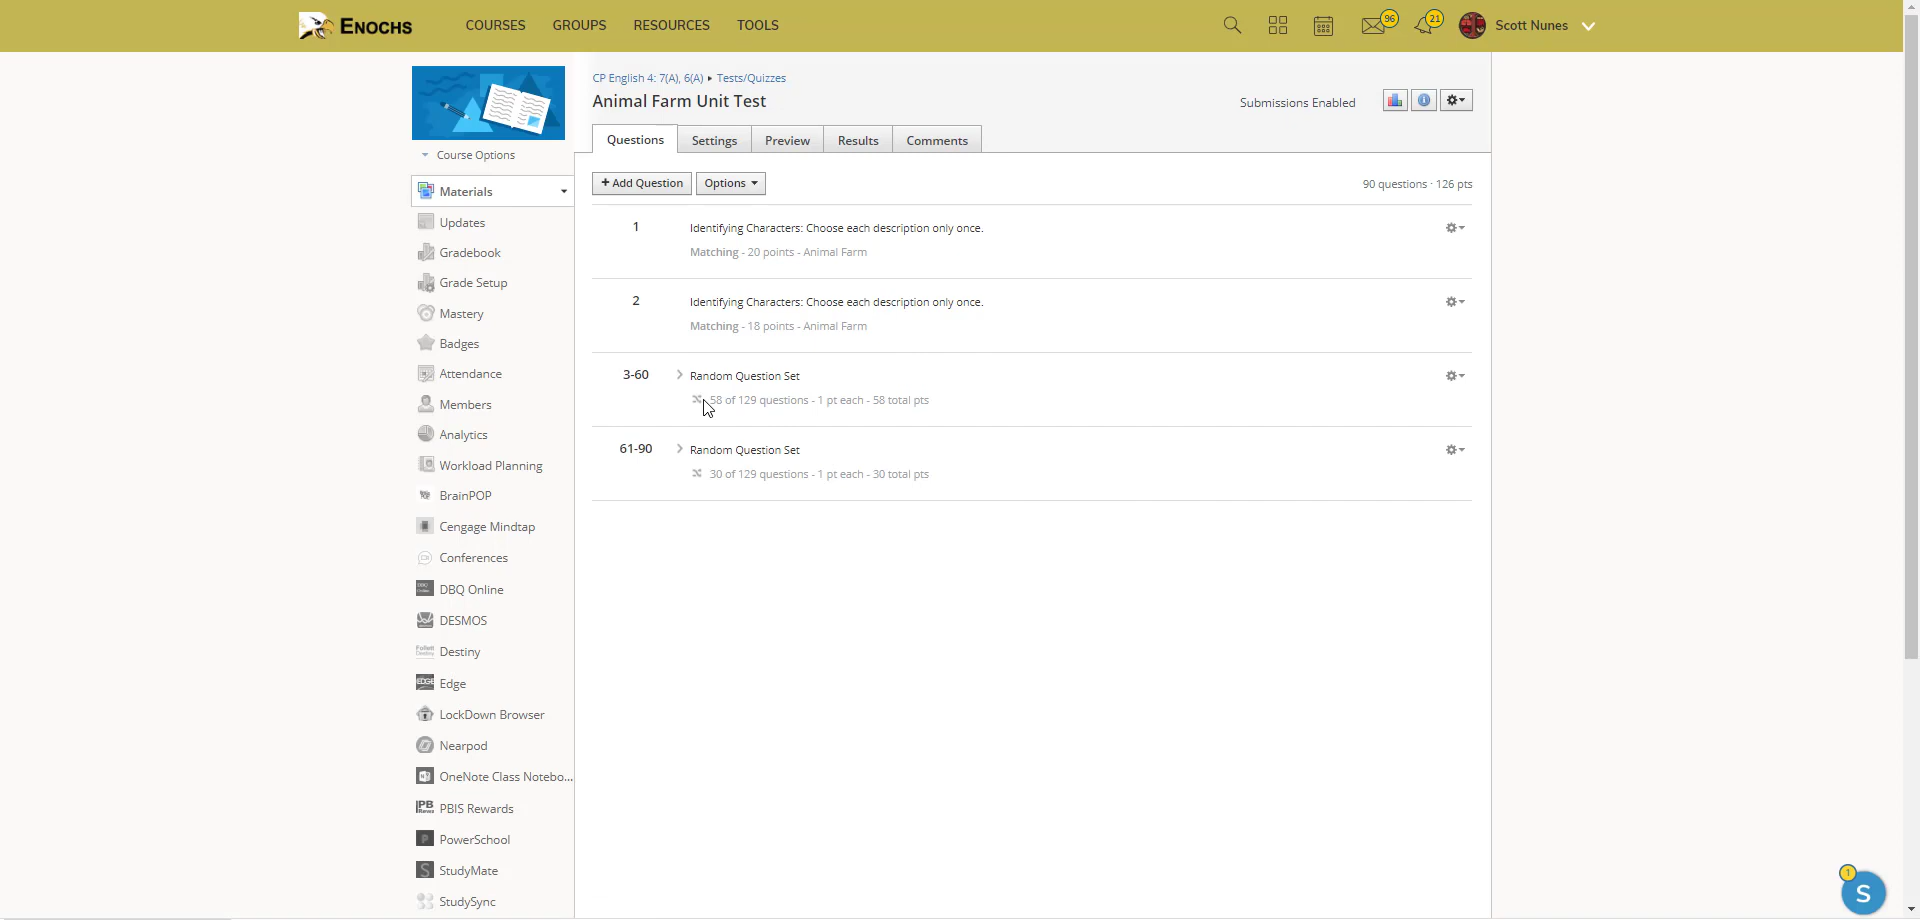 ENOCHS
COURSES
GROUPS
RESOURCES
TOOLS
96
21
Scott Nunes
Course Options
Materials
Updates
Gradebook
Grade Setup
Mastery
Badges
Attendance
Members
Analytics
Workload Planning
BrainPOP
Cengage Mindtap
Conferences
DBQ Online
DESMOS
Destiny
Edge
LockDown Browser
Nearpod
OneNote Class Notebo...
PBIS Rewards
PowerSchool
StudyMate
StudySync
CP English 4: 7(A), 6(A) ▸ Tests/Quizzes
Animal Farm Unit Test
Submissions Enabled
Questions
Settings
Preview
Results
Comments
+ Add Question
Options
90 questions · 126 pts
1
Identifying Characters: Choose each description only once.
Matching - 20 points - Animal Farm
2
Identifying Characters: Choose each description only once.
Matching - 18 points - Animal Farm
3-60
Random Question Set
58 of 129 questions - 1 pt each - 58 total pts
61-90
Random Question Set
30 of 129 questions - 1 pt each - 30 total pts
1
S